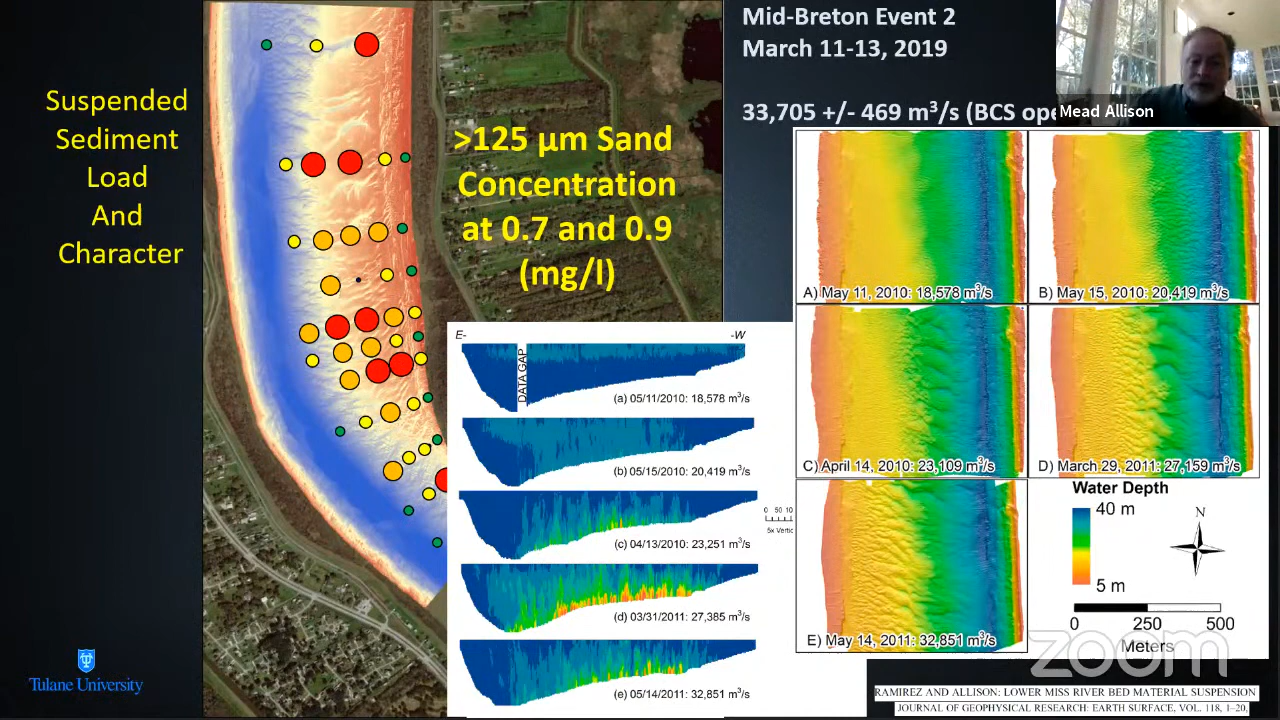 Suspended
Sediment
Load
And
Character
>125 µm Sand
Concentration
at 0.7 and 0.9
(mg/l)
Mid-Breton Event 2
March 11-13, 2019
33,705 +/- 469 m³/s (BCS ope
Mead Allison
E-
-W
DATA GAP
(a) 05/11/2010: 18,578 m³/s
(b) 05/15/2010: 20,419 m³/s
(c) 04/13/2010: 23,251 m³/s
(d) 03/31/2011: 27,385 m³/s
(e) 05/14/2011: 32,851 m³/s
0 50 10
5x Vertic
A) May 11, 2010: 18,578 m³/s
B) May 15, 2010: 20,419 m³/s
C) April 14, 2010: 23,109 m³/s
D) March 29, 2011: 27,159 m³/s
E) May 14, 2011: 32,851 m³/s
Water Depth
40 m
5 m
N
0 250 500
Meters
zoom
Tulane University
RAMIREZ AND ALLISON: LOWER MISS RIVER BED MATERIAL SUSPENSION
JOURNAL OF GEOPHYSICAL RESEARCH: EARTH SURFACE, VOL. 118, 1–20,